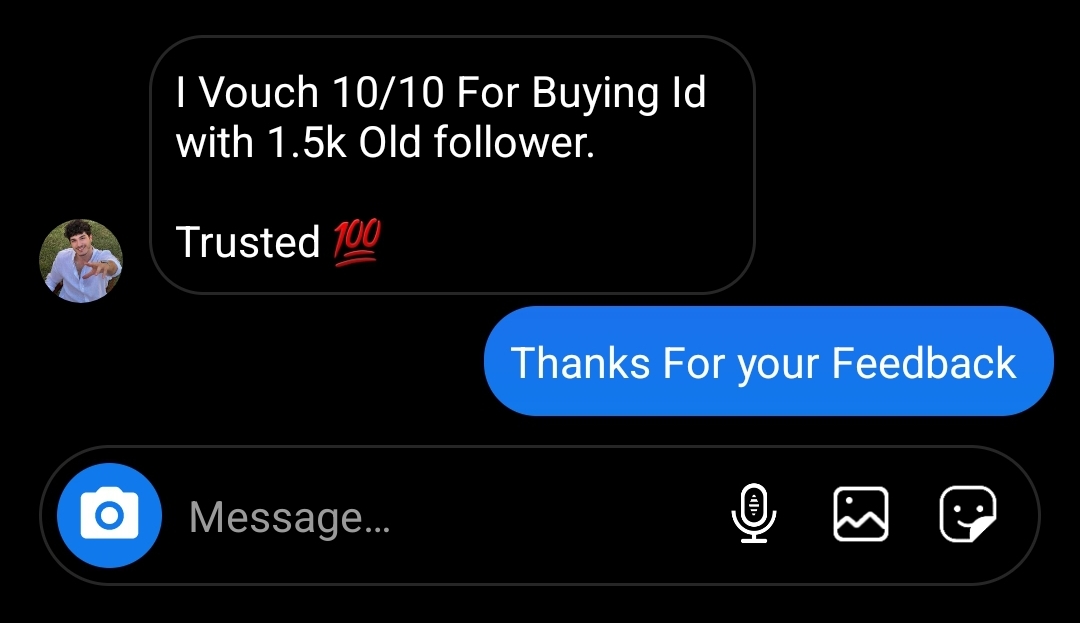 I Vouch 10/10 For Buying Id
with 1.5k Old follower.
Trusted 💯
Thanks For your Feedback
Message...